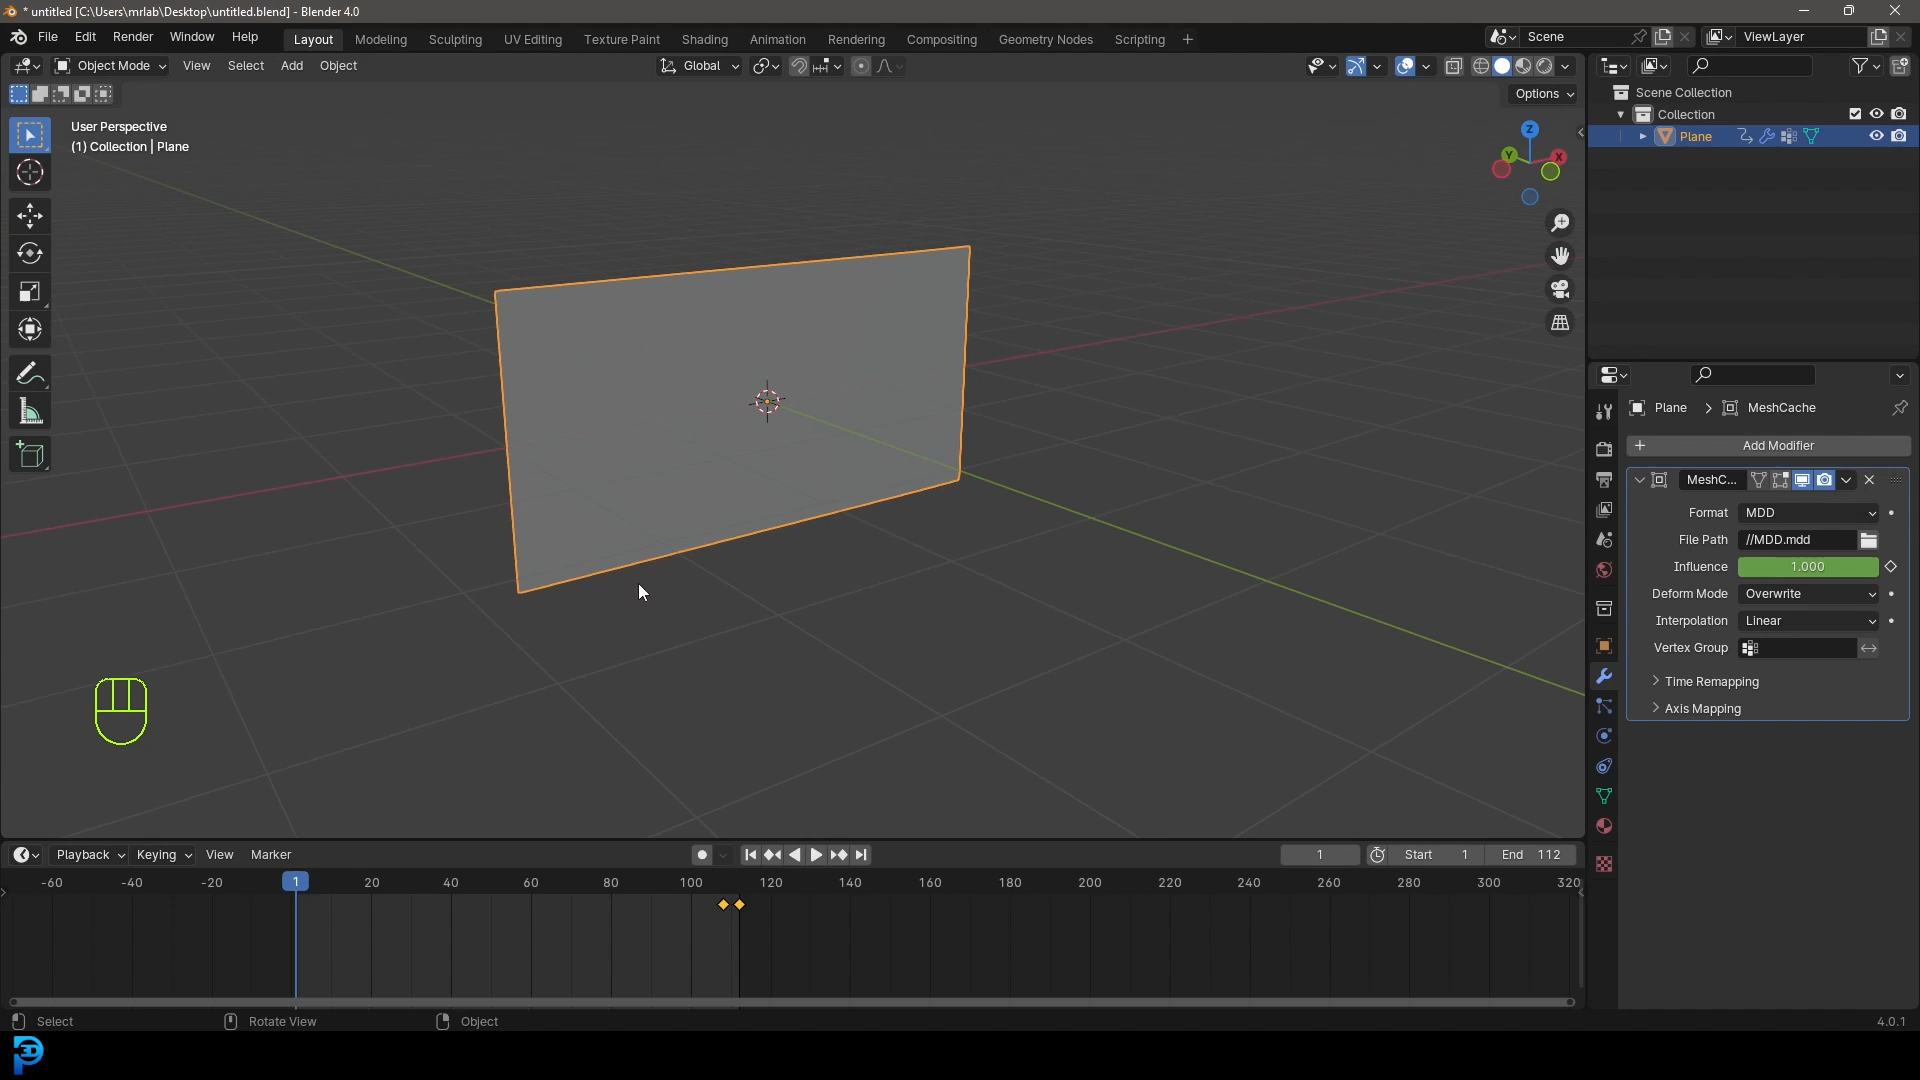 * untitled [C:\Users\mrlab\Desktop\untitled.blend] - Blender 4.0
File Edit Render Window Help Layout Modeling Sculpting UV Editing Texture Paint Shading Animation Rendering Compositing Geometry Nodes Scripting + Scene ViewLayer
Object Mode View Select Add Object Global
Options
User Perspective
(1) Collection | Plane
Z
Y X
Scene Collection
Collection
Plane
Plane > MeshCache
+ Add Modifier
MeshC...
Format MDD
File Path //MDD.mdd
Influence 1.000
Deform Mode Overwrite
Interpolation Linear
Vertex Group
> Time Remapping
> Axis Mapping
Playback Keying View Marker 1 Start 1 End 112
-60 -40 -20 1 20 40 60 80 100 120 140 160 180 200 220 240 260 280 300 320
Select Rotate View Object 4.0.1